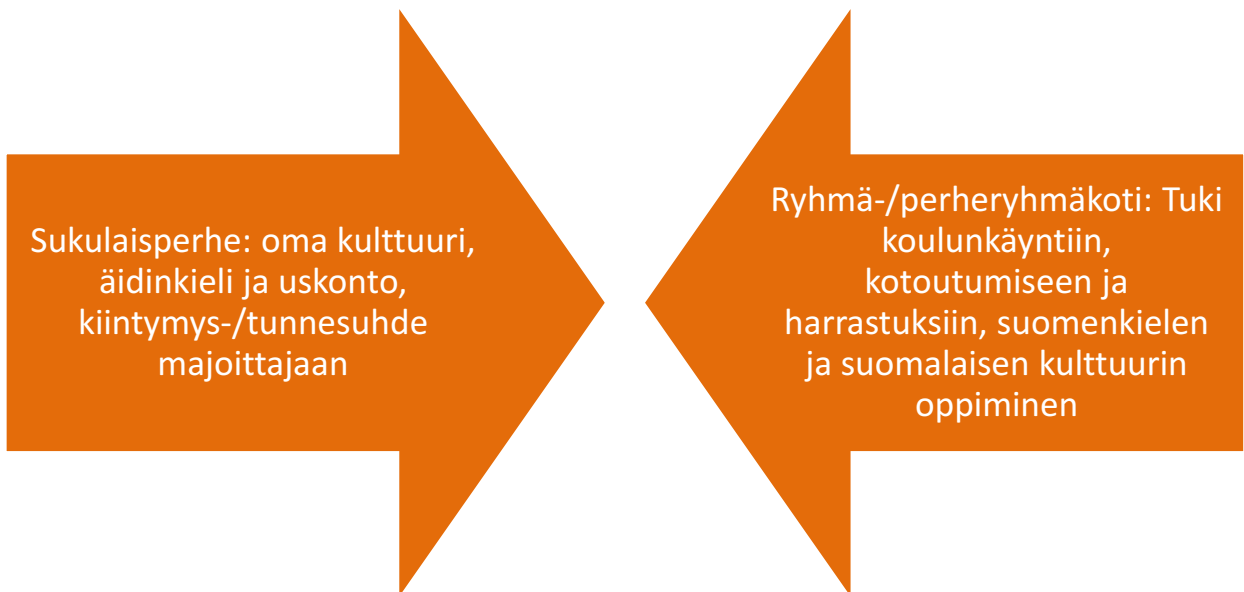 Sukulaisperhe: oma kulttuuri,
äidinkieli ja uskonto,
kiintymys-/tunnesuhde
majoittajaan
Ryhmä-/perheryhmäkoti: Tuki
koulunkäyntiin,
kotoutumiseen ja
harrastuksiin, suomenkielen
ja suomalaisen kulttuurin
oppiminen